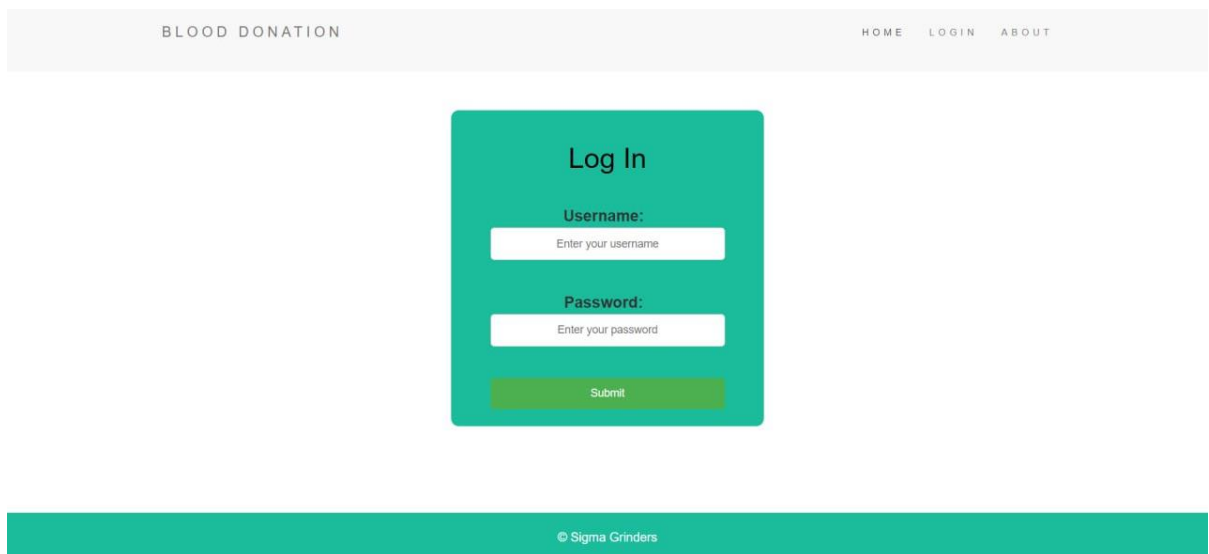 BLOOD DONATION
HOME LOGIN ABOUT
Log In
Username:
Enter your username
Password:
Enter your password
Submit
© Sigma Grinders